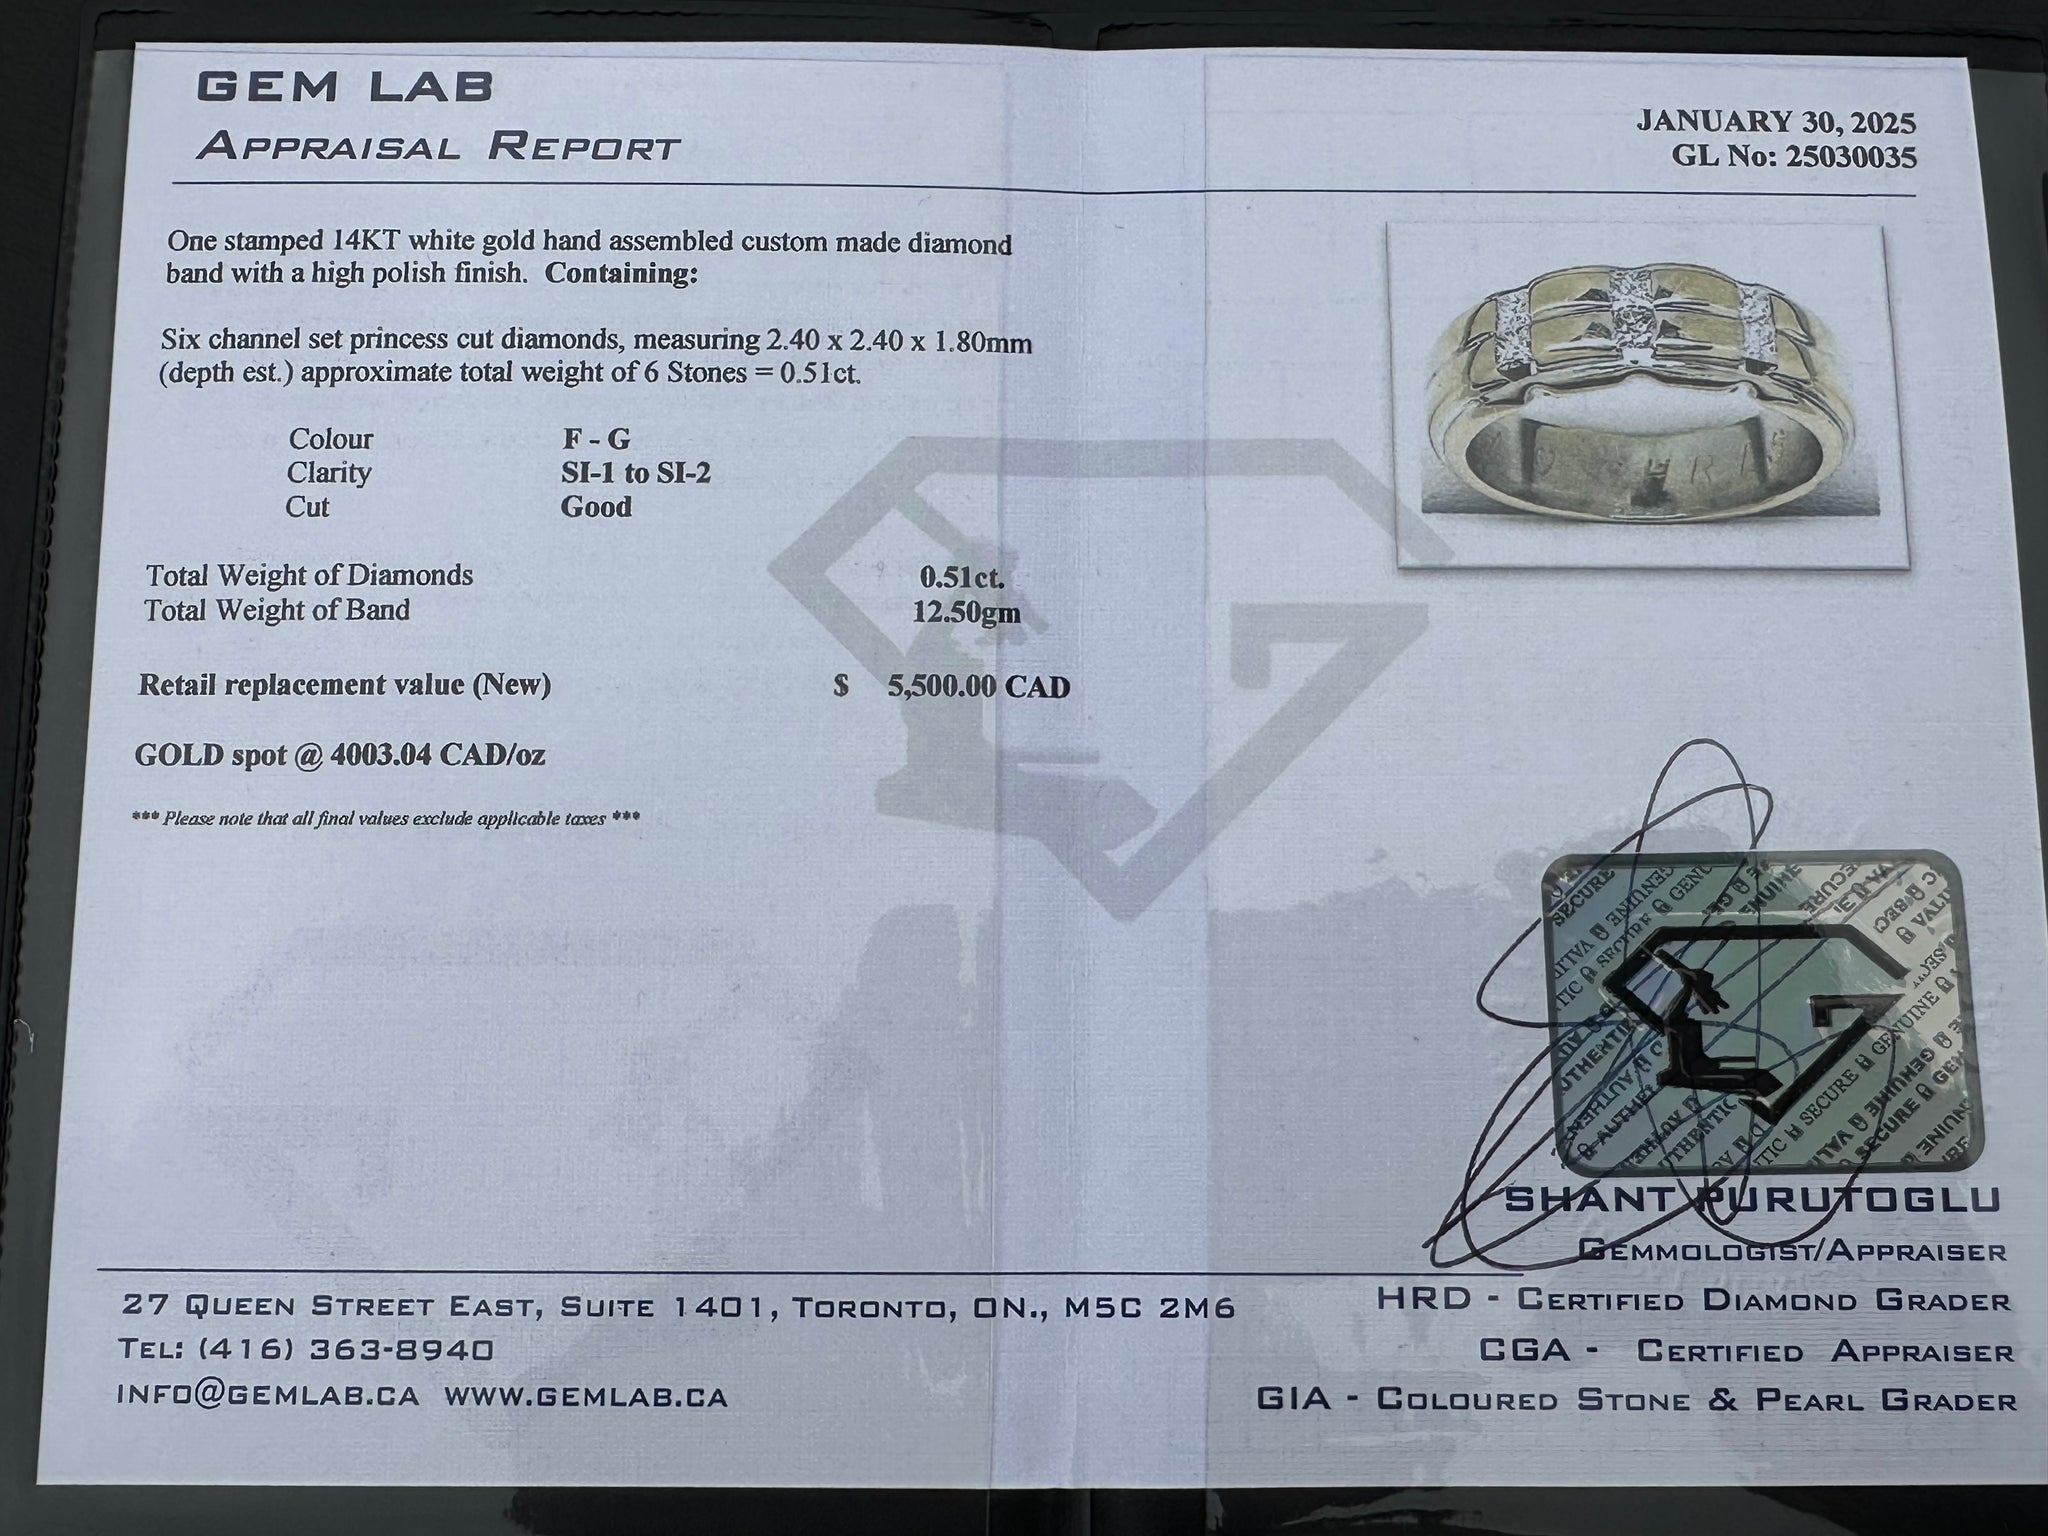 GEM LAB
APPRAISAL REPORT
JANUARY 30, 2025
GL No: 25030035
One stamped 14KT white gold hand assembled custom made diamond
band with a high polish finish. Containing:
Six channel set princess cut diamonds, measuring 2.40 x 2.40 x 1.80mm
(depth est.) approximate total weight of 6 Stones = 0.51ct.
Colour F - G
Clarity SI-1 to SI-2
Cut Good
Total Weight of Diamonds 0.51ct.
Total Weight of Band 12.50gm
Retail replacement value (New) $ 5,500.00 CAD
GOLD spot @ 4003.04 CAD/oz
*** Please note that all final values exclude applicable taxes ***
SHANT PURUTOGLU
GEMMOLOGIST/APPRAISER
HRD - CERTIFIED DIAMOND GRADER
CGA - CERTIFIED APPRAISER
GIA - COLOURED STONE & PEARL GRADER
27 QUEEN STREET EAST, SUITE 1401, TORONTO, ON., M5C 2M6
TEL: (416) 363-8940
INFO@GEMLAB.CA WWW.GEMLAB.CA